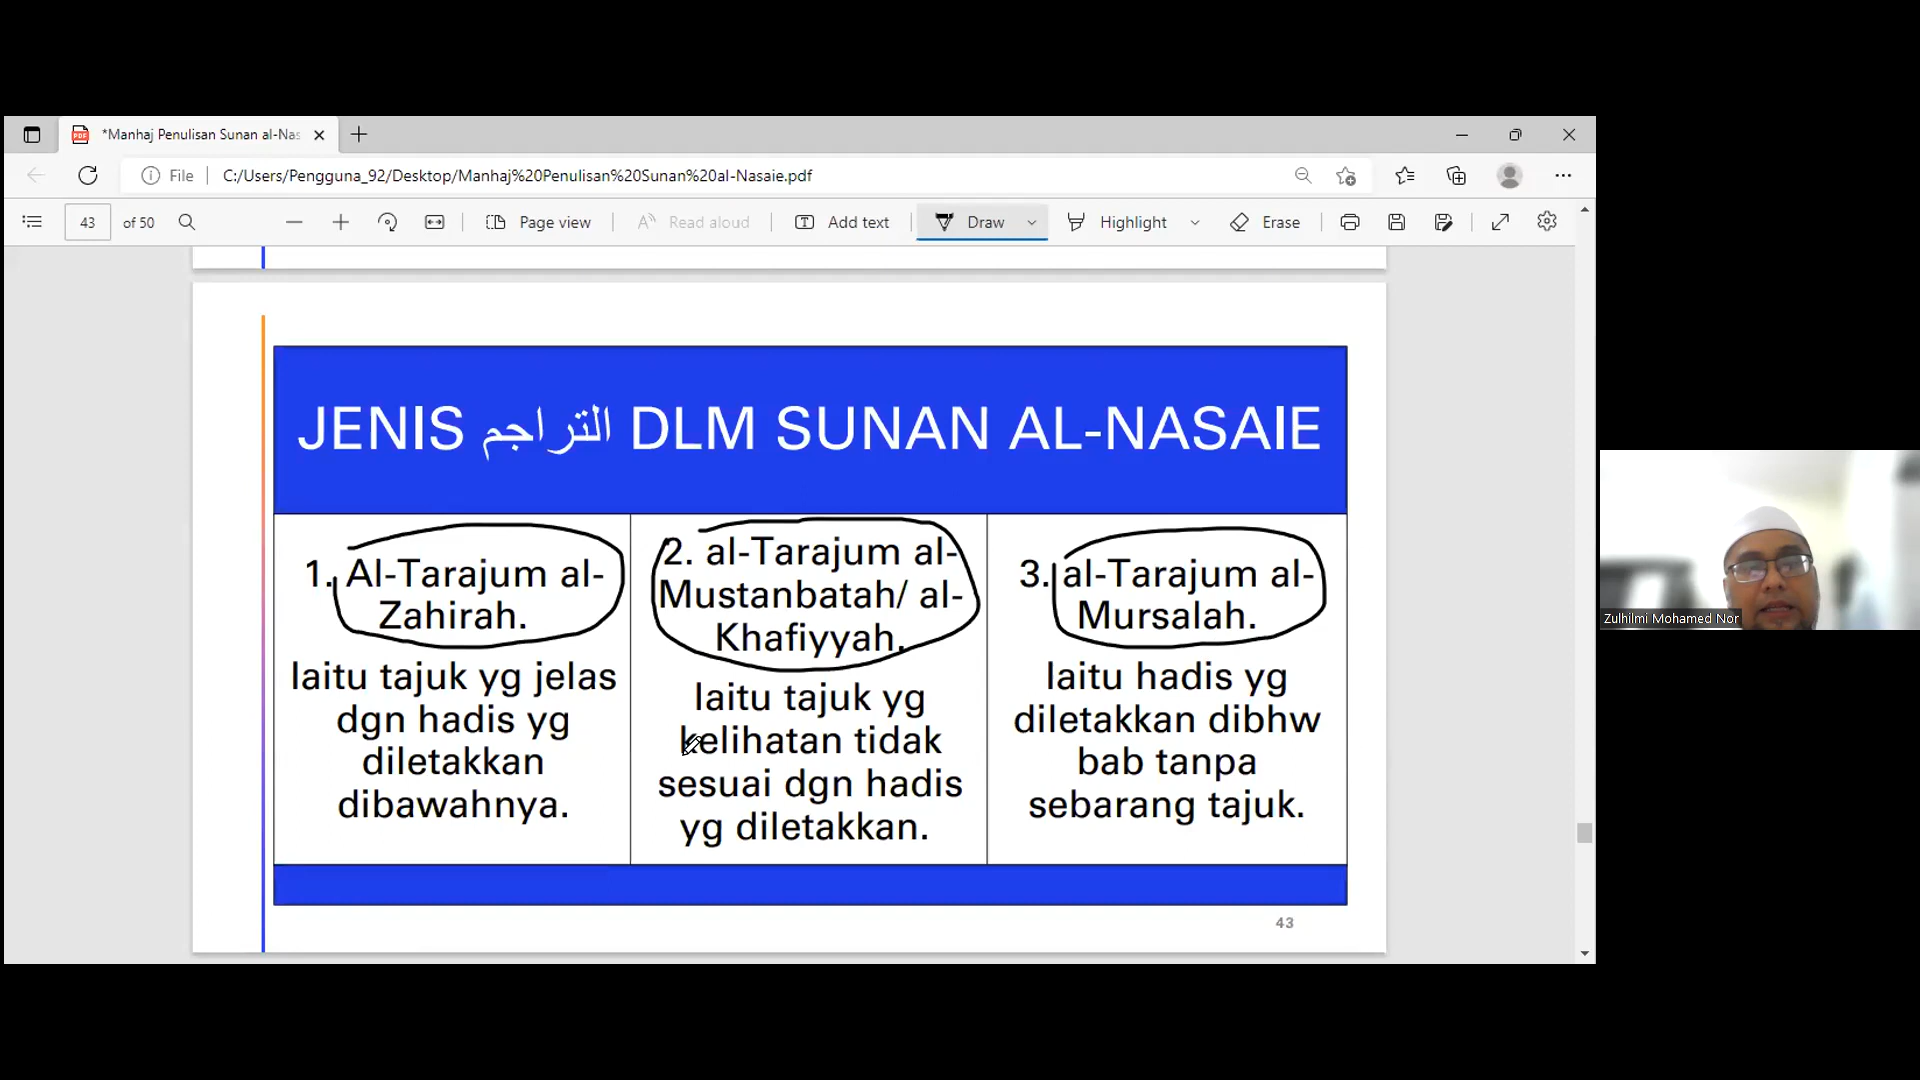 *Manhaj Penulisan Sunan al-Nas
File
C:/Users/Pengguna_92/Desktop/Manhaj%20Penulisan%20Sunan%20al-Nasaie.pdf
43 of 50
Page view
Read aloud
Add text
Draw
Highlight
Erase
JENIS التراجم DLM SUNAN AL-NASAIE
1. Al-Tarajum al-
Zahirah.
Iaitu tajuk yg jelas
dgn hadis yg
diletakkan
dibawahnya.
2. al-Tarajum al-
Mustanbatah/ al-
Khafiyyah.
Iaitu tajuk yg
kelihatan tidak
sesuai dgn hadis
yg diletakkan.
3. al-Tarajum al-
Mursalah.
Iaitu hadis yg
diletakkan dibhw
bab tanpa
sebarang tajuk.
43
Zulhilmi Mohamed Nor